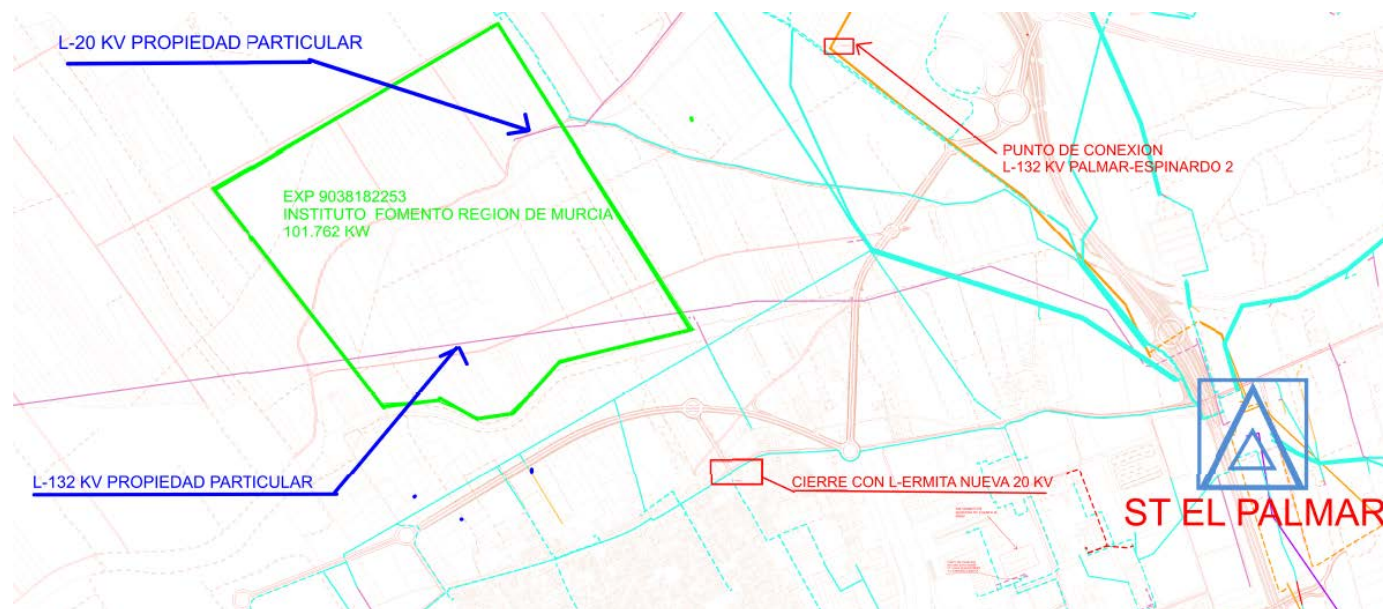 L-20 KV PROPIEDAD PARTICULAR
PUNTO DE CONEXION
L-132 KV PALMAR-ESPINARDO 2
EXP 9038182253
INSTITUTO FOMENTO REGION DE MURCIA
101.762 KW
L-132 KV PROPIEDAD PARTICULAR
CIERRE CON L-ERMITA NUEVA 20 KV
ST EL PALMAR